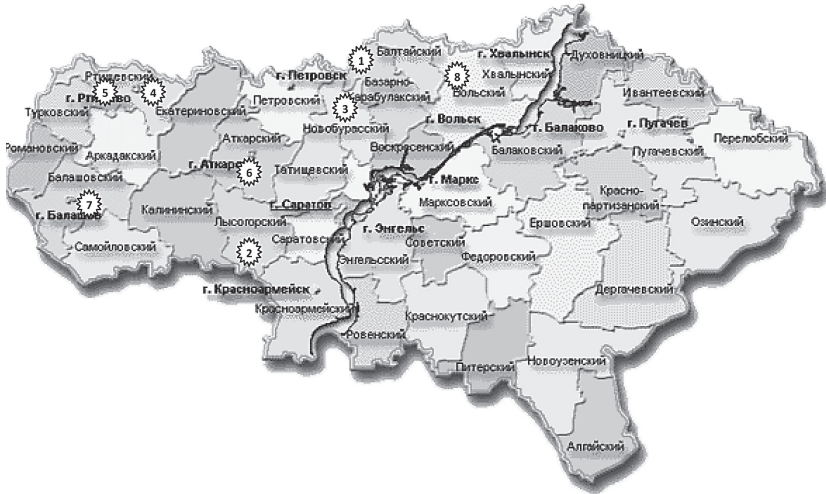 Балтайский
г. Хвалынск
Духовницкий
1
Ртищевский
г. Петровск
8
Хвалынский
Базарно-
Карабулакский
5
4
г. Ртищево
Петровский
3
Вольский
Ивантеевский
Турковский
Екатериновский
г. Вольск
Новобурасский
г. Балаково
г. Пугачев
Аткарский
Перелюбский
Романовский
Воскресенский
Балаковский
Пугачевский
Аркадакский
г. Аткарск
6
Татищевский
Балашовский
г. Маркс
Красно-
партизанский
7
г. Саратов
Марксовский
г. Балашов
Калининский
Лысогорский
Ершовский
Озинский
г. Энгельс
Саратовский
Советский
Самойловский
2
Энгельсский
Федоровский
г. Красноармейск
Дергачевский
Красноармейский
Краснокутский
Ровенский
Новоузенский
Питерский
Алгайский